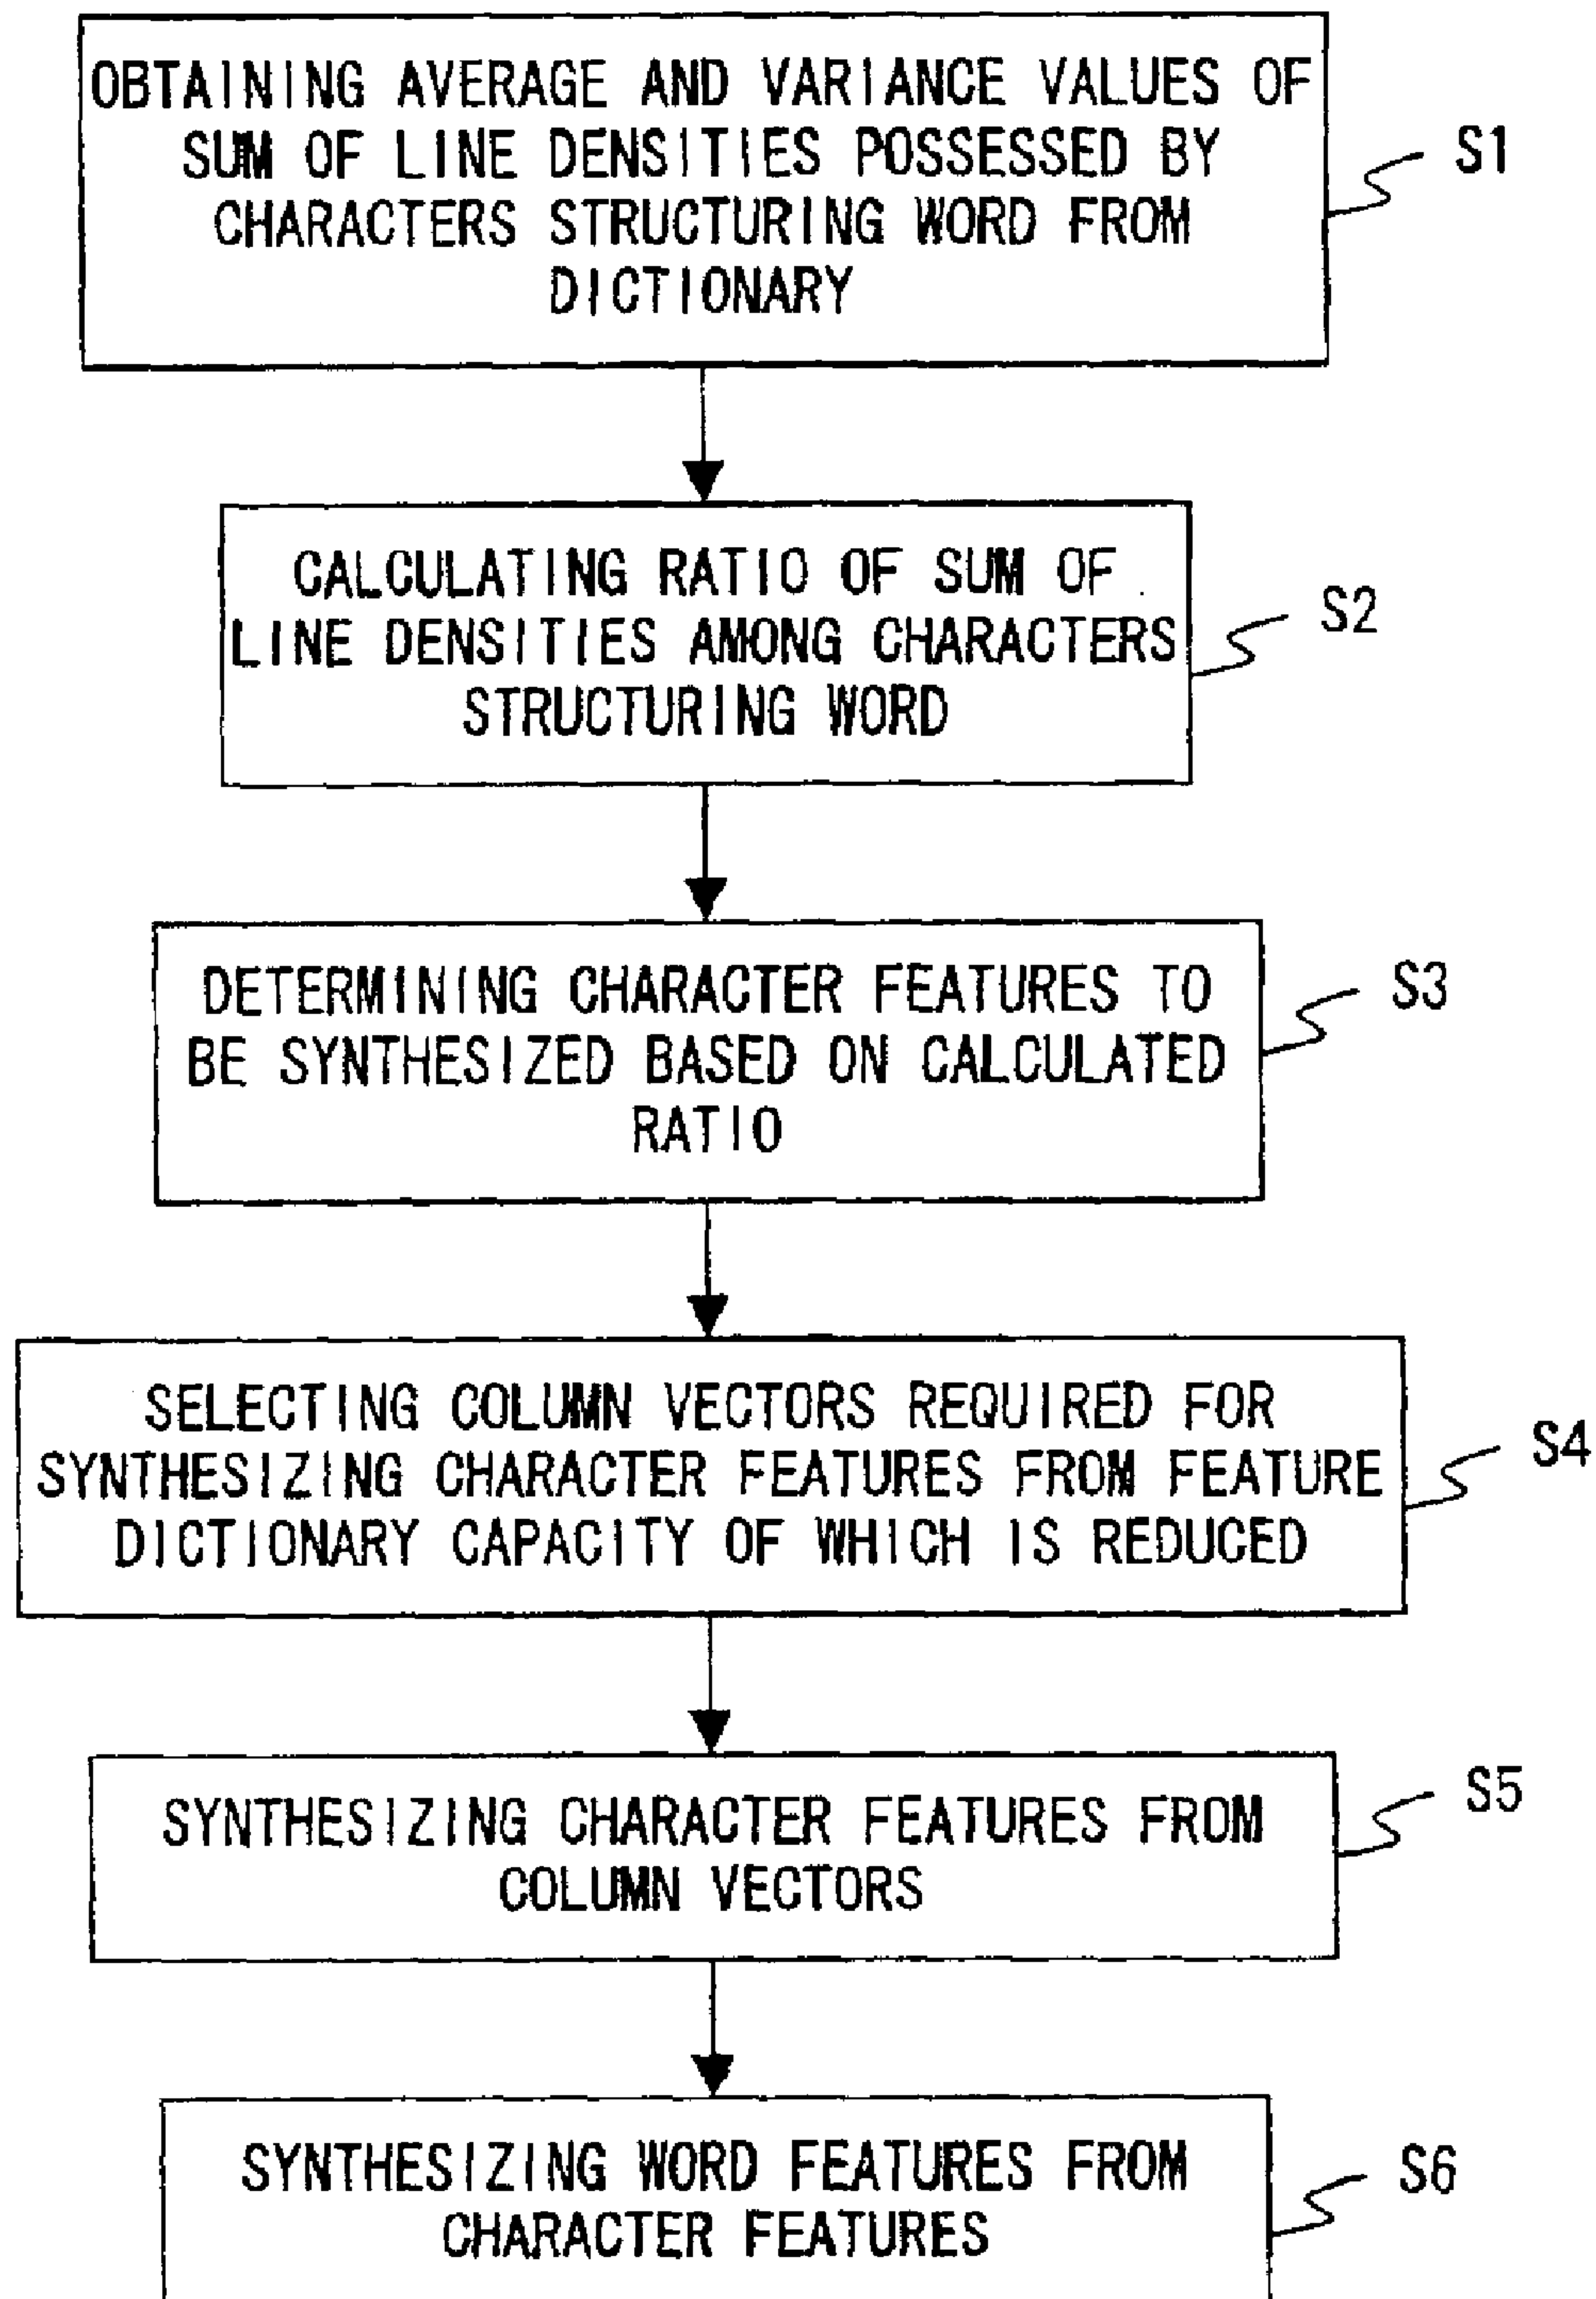 OBTAINING AVERAGE AND VARIANCE VALUES OF
SUM OF LINE DENSITIES POSSESSED BY
CHARACTERS STRUCTURING WORD FROM
DICTIONARY
S1
CALCULATING RATIO OF SUM OF
LINE DENSITIES AMONG CHARACTERS
STRUCTURING WORD
S2
DETERMINING CHARACTER FEATURES TO
BE SYNTHESIZED BASED ON CALCULATED
RATIO
S3
SELECTING COLUMN VECTORS REQUIRED FOR
SYNTHESIZING CHARACTER FEATURES FROM FEATURE
DICTIONARY CAPACITY OF WHICH IS REDUCED
S4
SYNTHESIZING CHARACTER FEATURES FROM
COLUMN VECTORS
S5
SYNTHESIZING WORD FEATURES FROM
CHARACTER FEATURES
S6